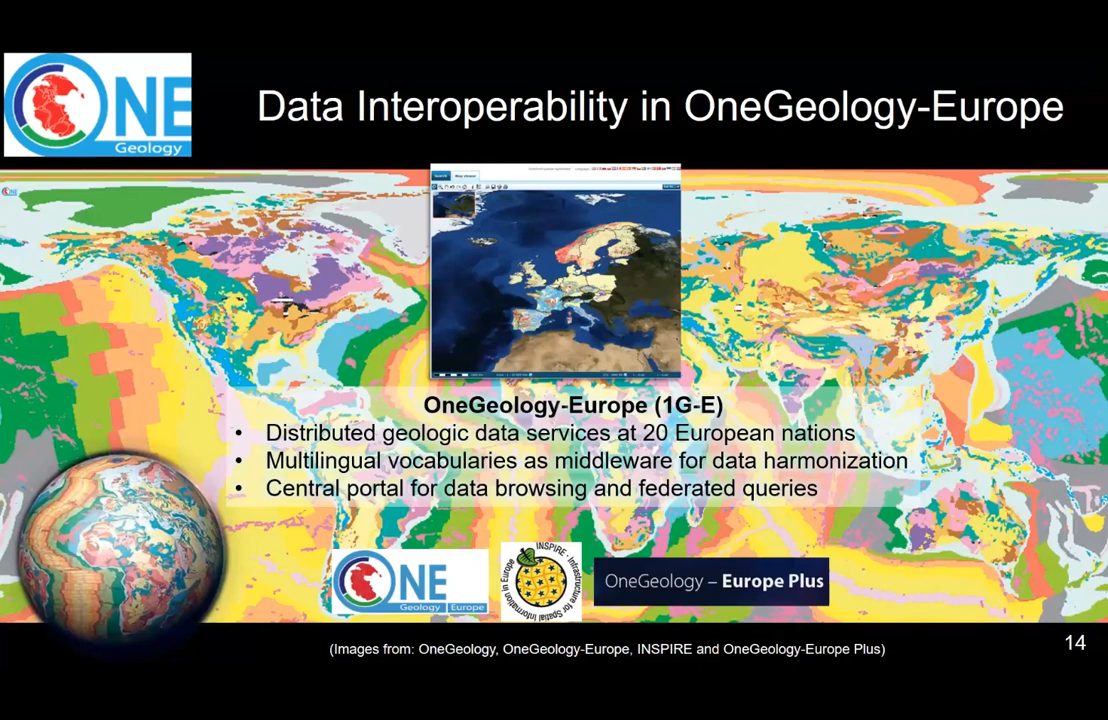 ONE
Geology
Data Interoperability in OneGeology-Europe
OneGeology-Europe (1G-E)
• Distributed geologic data services at 20 European nations
• Multilingual vocabularies as middleware for data harmonization
• Central portal for data browsing and federated queries
ONE
Geology Europe
INSPIRE - Infrastructure for Spatial Information in Europe
OneGeology – Europe Plus
(Images from: OneGeology, OneGeology-Europe, INSPIRE and OneGeology-Europe Plus)
14